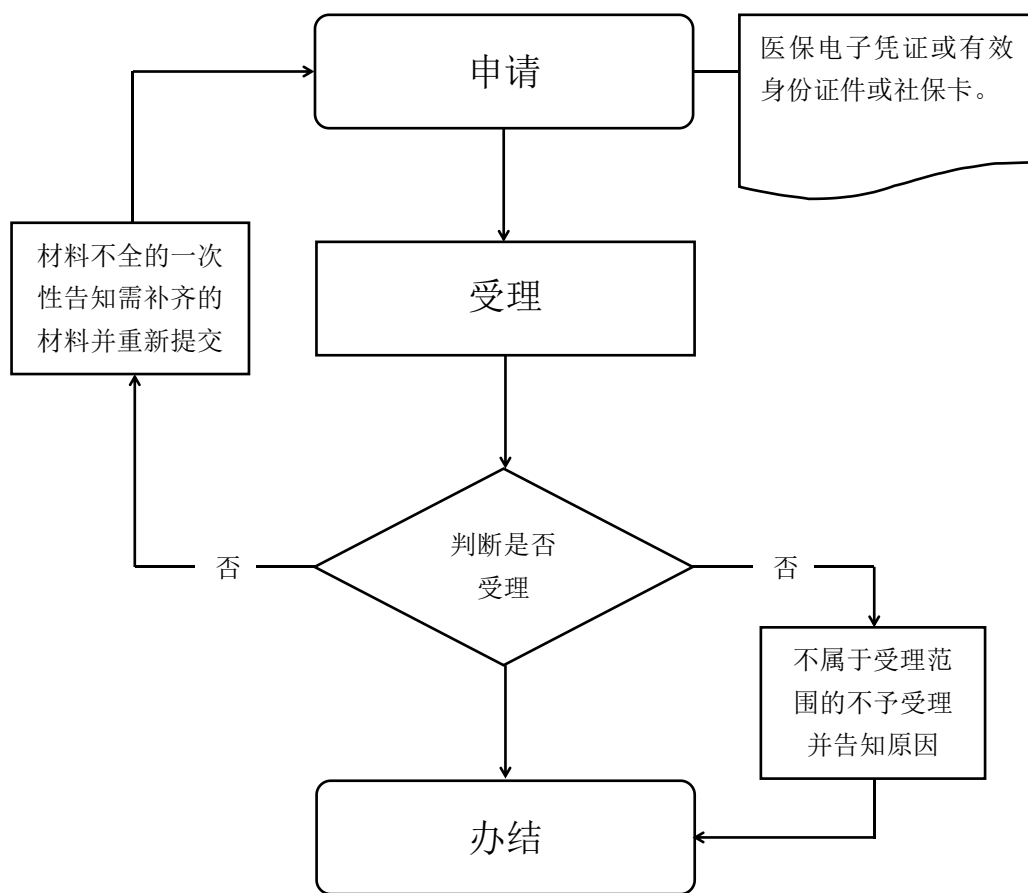 申请
医保电子凭证或有效
身份证件或社保卡。
材料不全的一次
性告知需补齐的
材料并重新提交
受理
判断是否
受理
否
否
不属于受理范
围的不予受理
并告知原因
办结